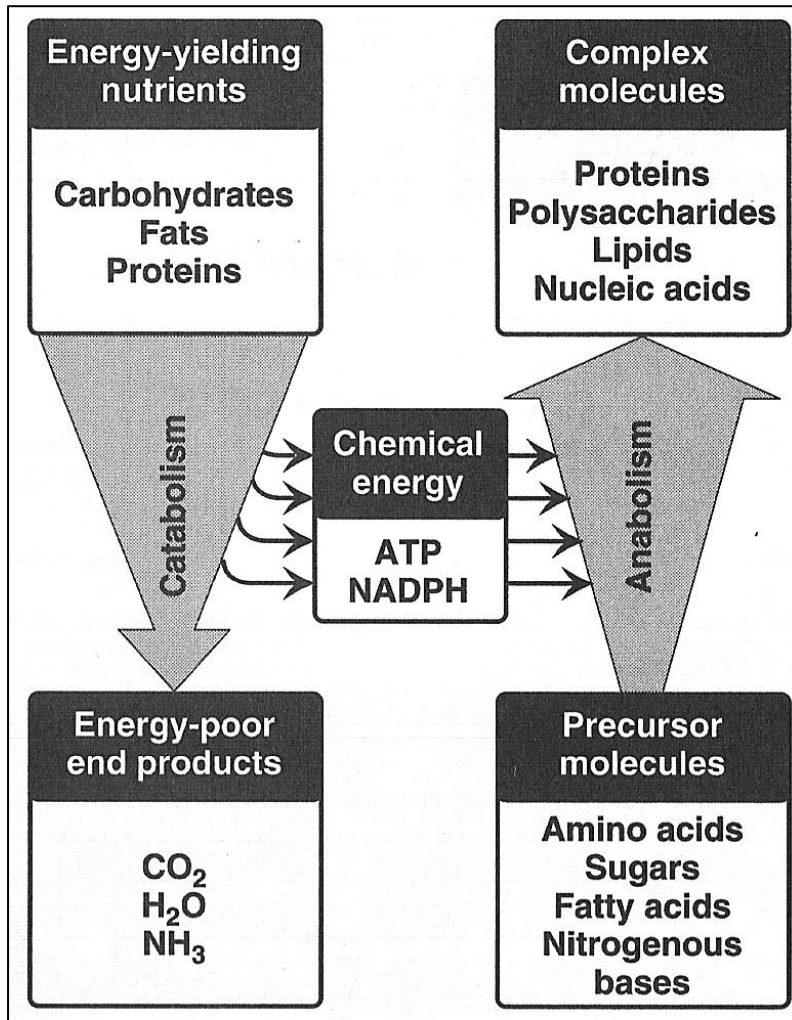 Energy-yielding
nutrients
Carbohydrates
Fats
Proteins
Complex
molecules
Proteins
Polysaccharides
Lipids
Nucleic acids
Catabolism
Chemical
energy
ATP
NADPH
Anabolism
Energy-poor
end products
CO₂
H₂O
NH₃
Precursor
molecules
Amino acids
Sugars
Fatty acids
Nitrogenous
bases